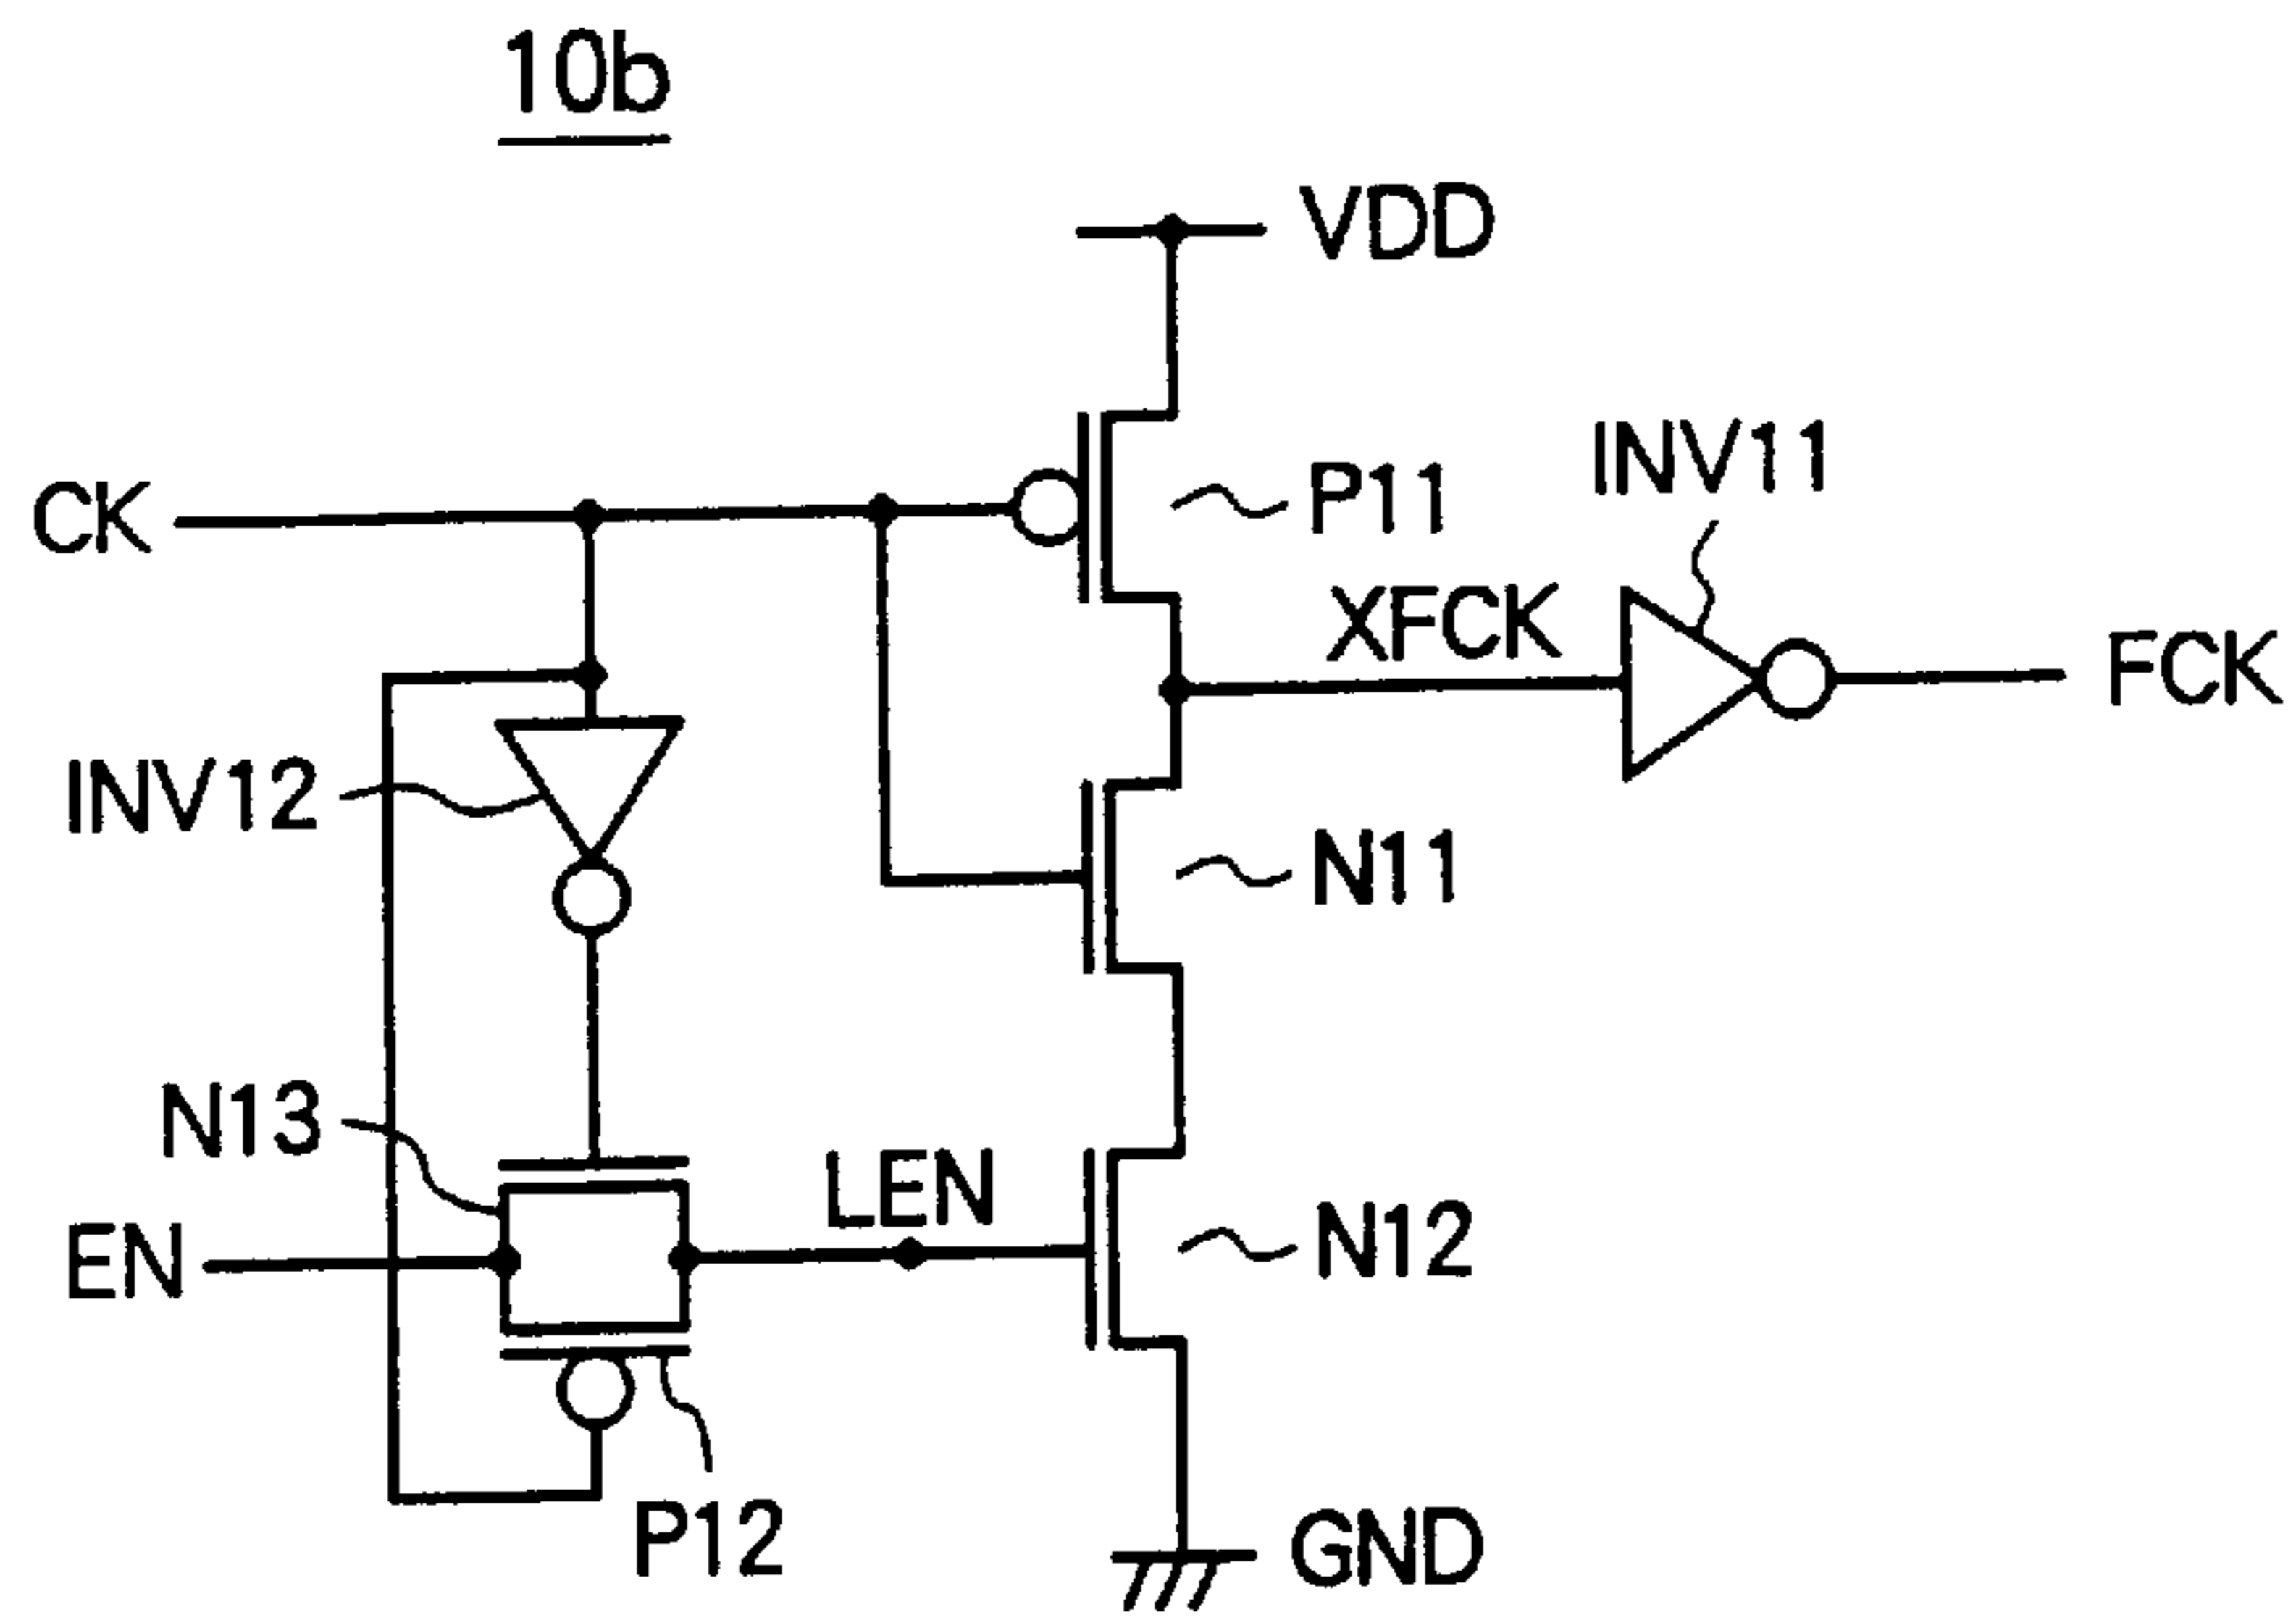 10b
VDD
CK
P11
INV11
XFCK
FCK
INV12
N11
N13
LEN
EN
N12
P12
GND